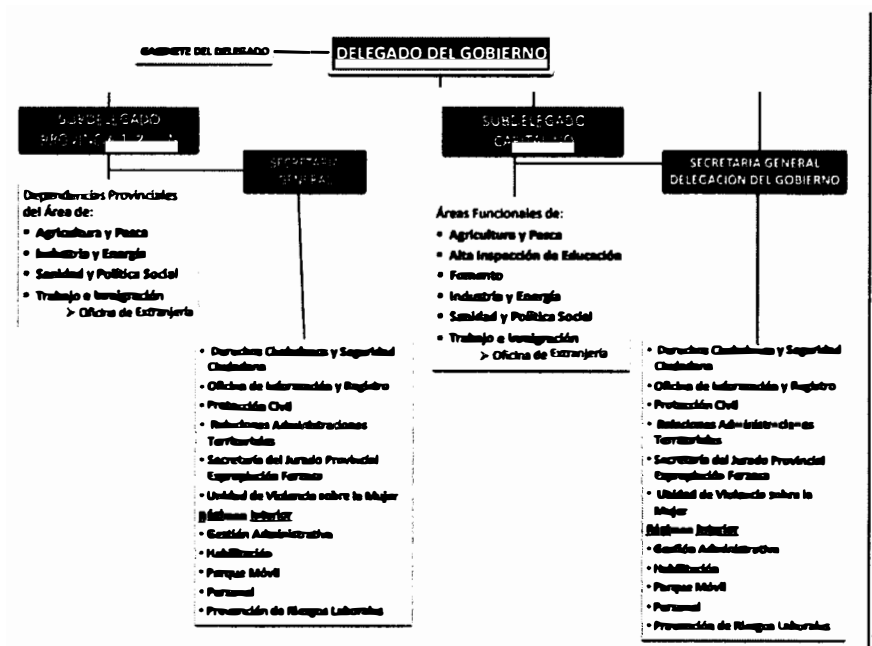 GABINETE DEL DELEGADO
DELEGADO DEL GOBIERNO
SUBDELEGADO
SUBDELEGADO
SECRETARIA
GENERAL
SECRETARIA GENERAL
DELEGACIÓN DEL GOBIERNO
Dependencias Provinciales
del Área de:
• Agricultura y Pesca
• Industria y Energía
• Sanidad y Política Social
• Trabajo e Inmigración
> Oficina de Extranjería
Áreas Funcionales de:
• Agricultura y Pesca
• Alta Inspección de Educación
• Fomento
• Industria y Energía
• Sanidad y Política Social
• Trabajo e Inmigración
> Oficina de Extranjería
• Derechos Ciudadanos y Seguridad
Ciudadana
• Oficina de Información y Registro
• Protección Civil
• Relaciones Administraciones
Territoriales
• Secretaría del Jurado Provincial
Expropiación Forzosa
• Unidad de Violencia sobre la Mujer
Régimen Interior
• Gestión Administrativa
• Habilitación
• Parque Móvil
• Personal
• Prevención de Riesgos Laborales
• Derechos Ciudadanos y Seguridad
Ciudadana
• Oficina de Información y Registro
• Protección Civil
• Relaciones Administraciones
Territoriales
• Secretaría del Jurado Provincial
Expropiación Forzosa
• Unidad de Violencia sobre la
Mujer
Régimen Interior
• Gestión Administrativa
• Habilitación
• Parque Móvil
• Personal
• Prevención de Riesgos Laborales